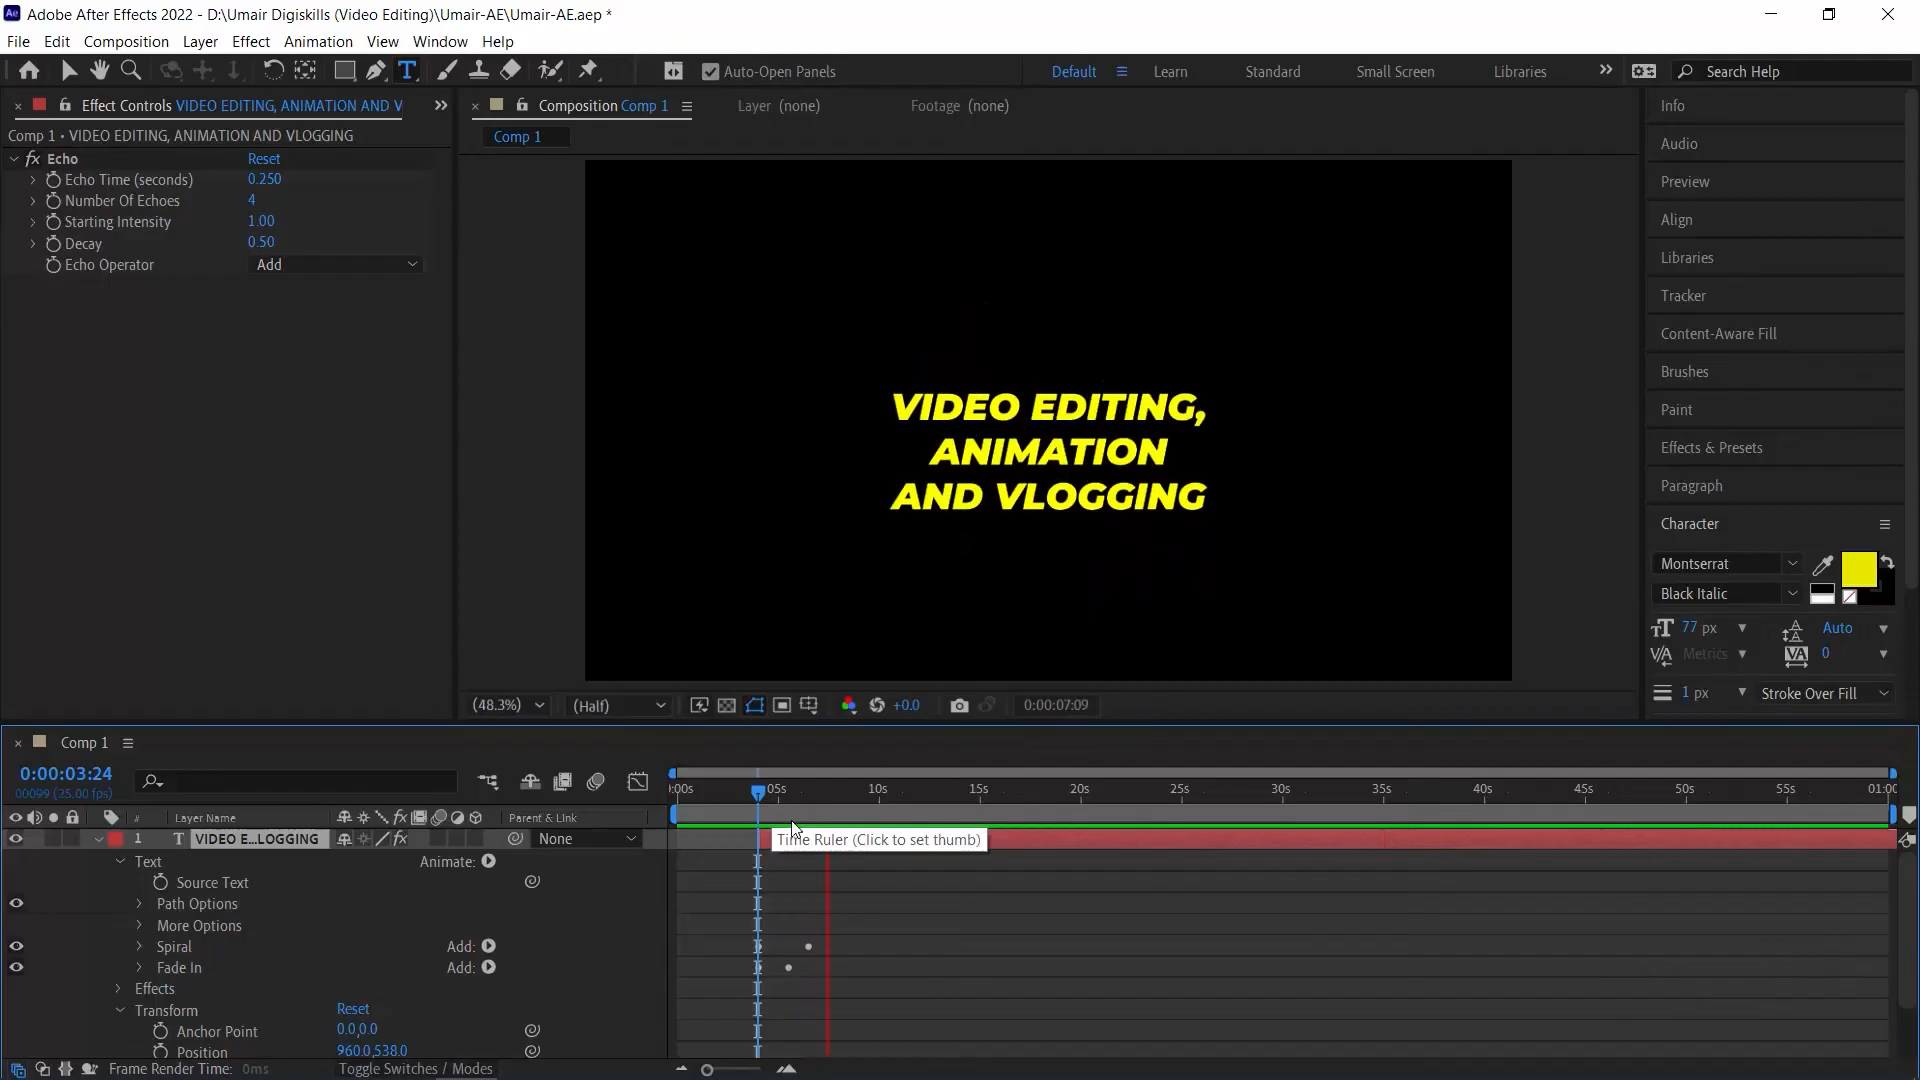 Adobe After Effects 2022 - D:\Umair Digiskills (Video Editing)\Umair-AE\Umair-AE.aep *
File Edit Composition Layer Effect Animation View Window Help
Auto-Open Panels Default Learn Standard Small Screen Libraries Search Help
Effect Controls VIDEO EDITING, ANIMATION AND V
Comp 1 • VIDEO EDITING, ANIMATION AND VLOGGING
fx Echo Reset
Echo Time (seconds) 0.250
Number Of Echoes 4
Starting Intensity 1.00
Decay 0.50
Echo Operator Add
Composition Comp 1 Layer (none) Footage (none)
Comp 1
VIDEO EDITING,
ANIMATION
AND VLOGGING
(48.3%) (Half) +0.0 0:00:07:09
Info
Audio
Preview
Align
Libraries
Tracker
Content-Aware Fill
Brushes
Paint
Effects & Presets
Paragraph
Character
Montserrat
Black Italic
77 px Auto
Metrics 0
1 px Stroke Over Fill
Comp 1
0:00:03:24
00099 (25.00 fps)
:00s 05s 10s 15s 20s 25s 30s 35s 40s 45s 50s 55s 01:00
# Layer Name Parent & Link
1 T VIDEO E...LOGGING None
Time Ruler (Click to set thumb)
Text Animate:
Source Text
Path Options
More Options
Spiral Add:
Fade In Add:
Effects
Transform Reset
Anchor Point 0.0,0.0
Position 960.0,538.0
Frame Render Time: 0ms Toggle Switches / Modes